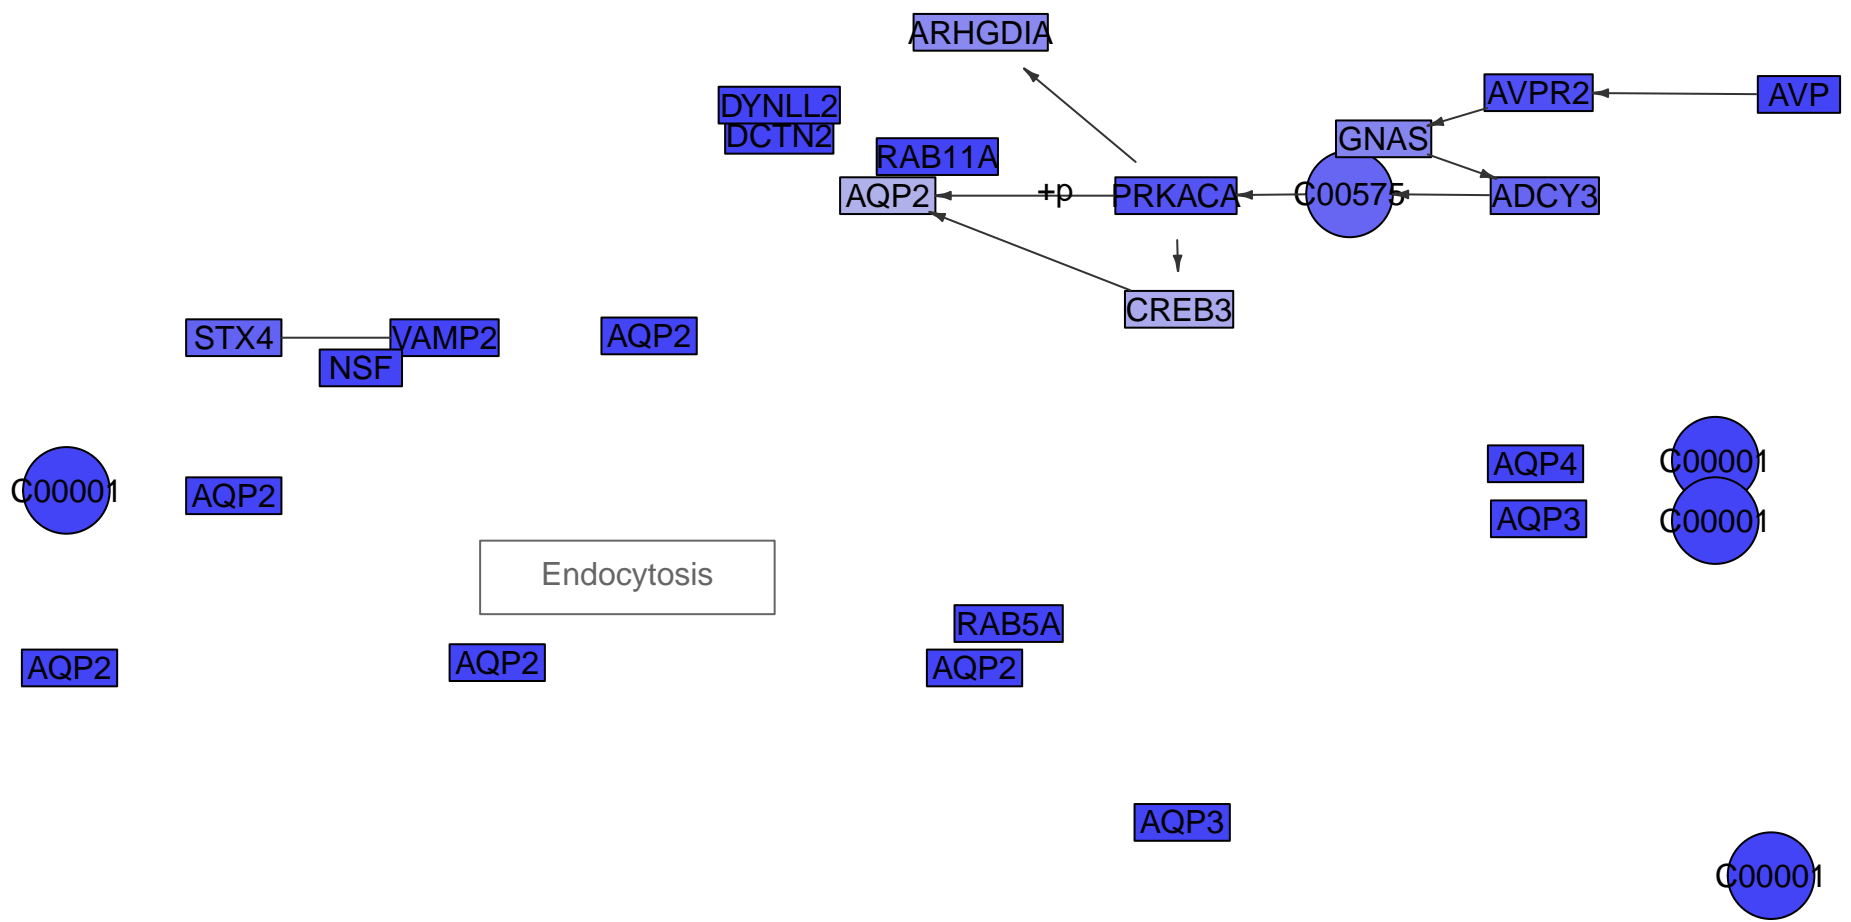 ARHGDIA
DYNLL2
AVPR2
AVP
DCTN2
GNAS
RAB11A
AQP2
+p
PRKACA
C00575
ADCY3
CREB3
STX4
VAMP2
AQP2
NSF
C00001
AQP2
AQP4
C00001
AQP3
C00001
Endocytosis
RAB5A
AQP2
AQP2
AQP2
AQP3
C00001